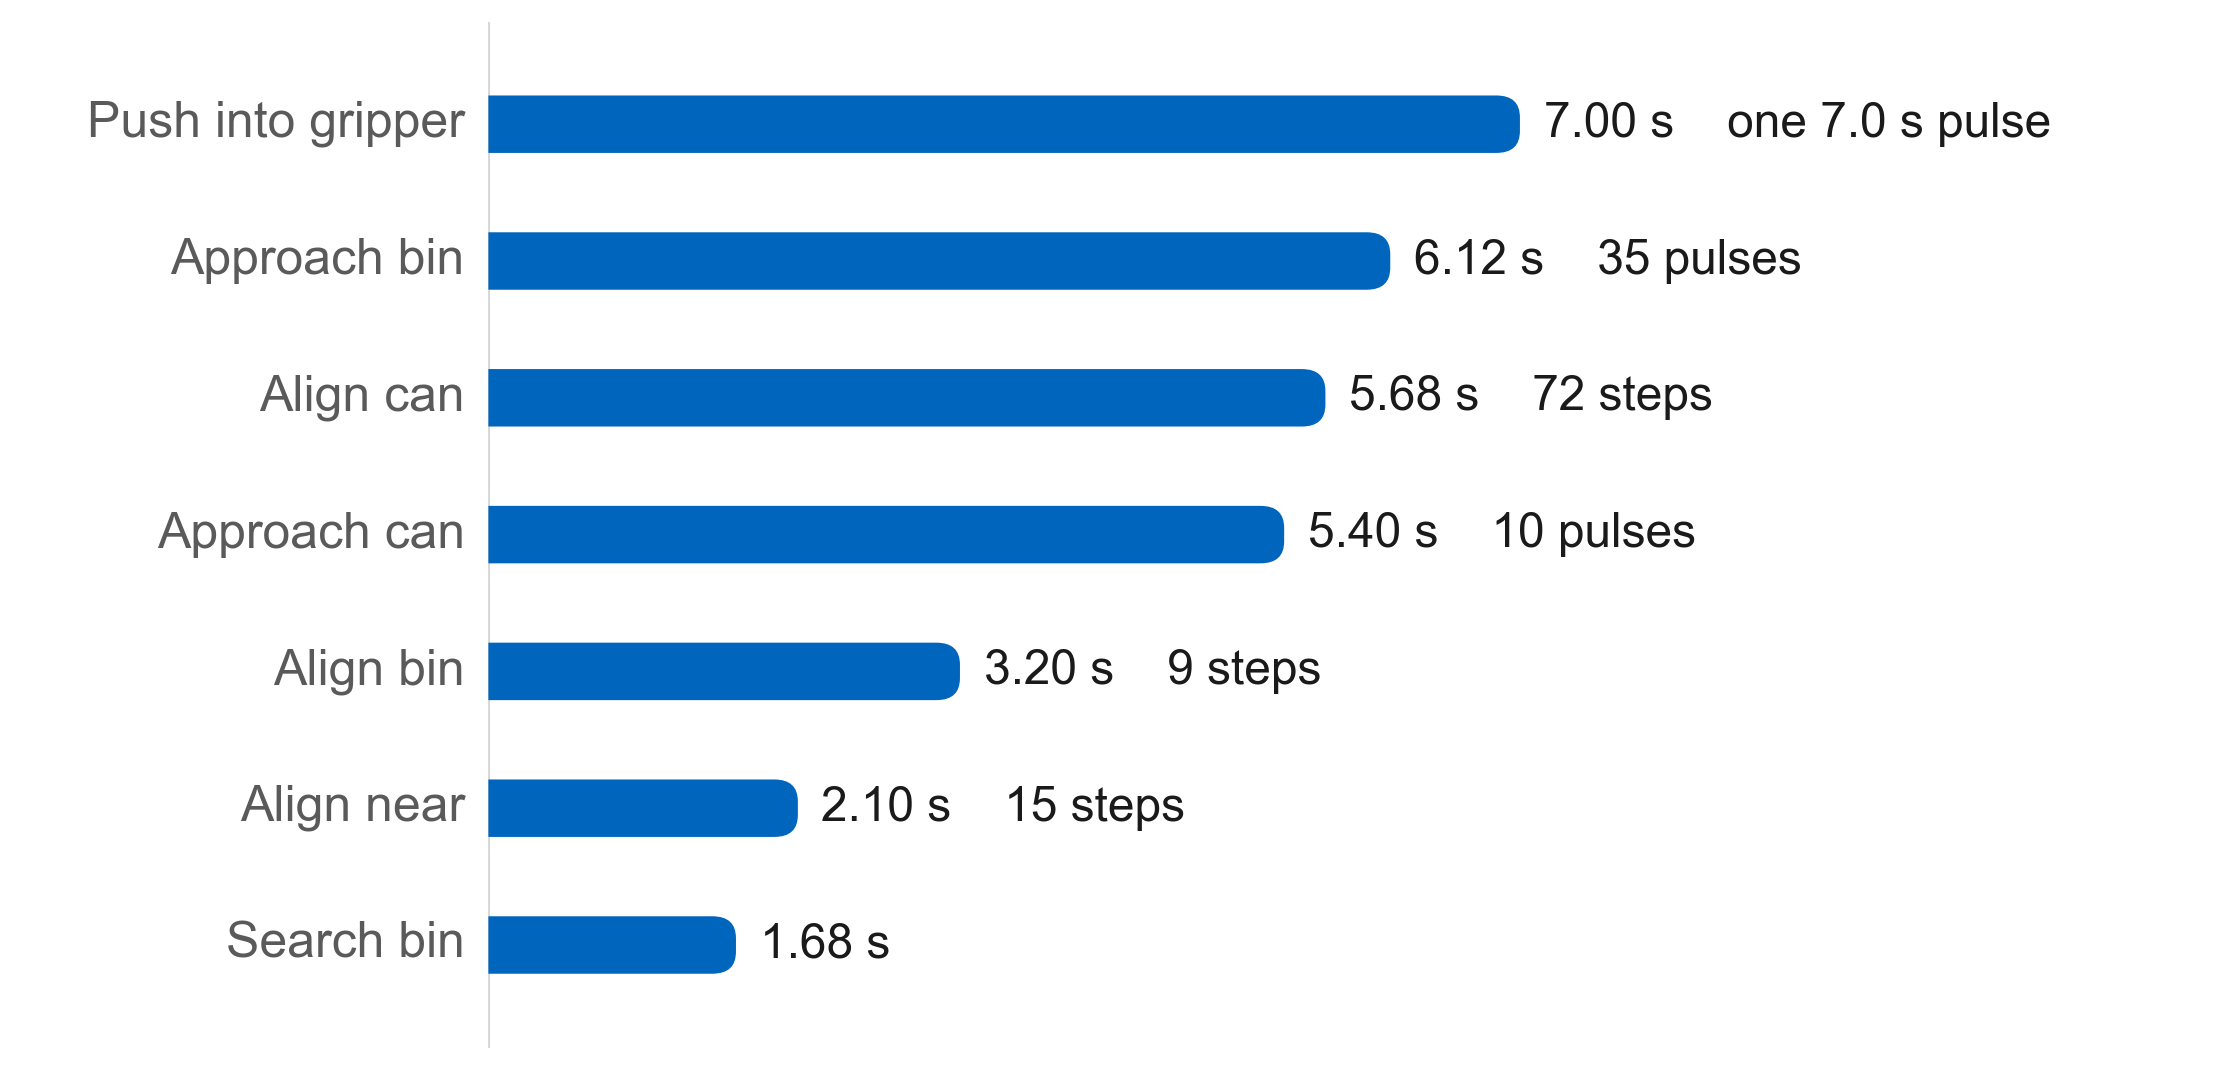 Push into gripper 7.00 s one 7.0 s pulse
Approach bin 6.12 s 35 pulses
Align can 5.68 s 72 steps
Approach can 5.40 s 10 pulses
Align bin 3.20 s 9 steps
Align near 2.10 s 15 steps
Search bin 1.68 s